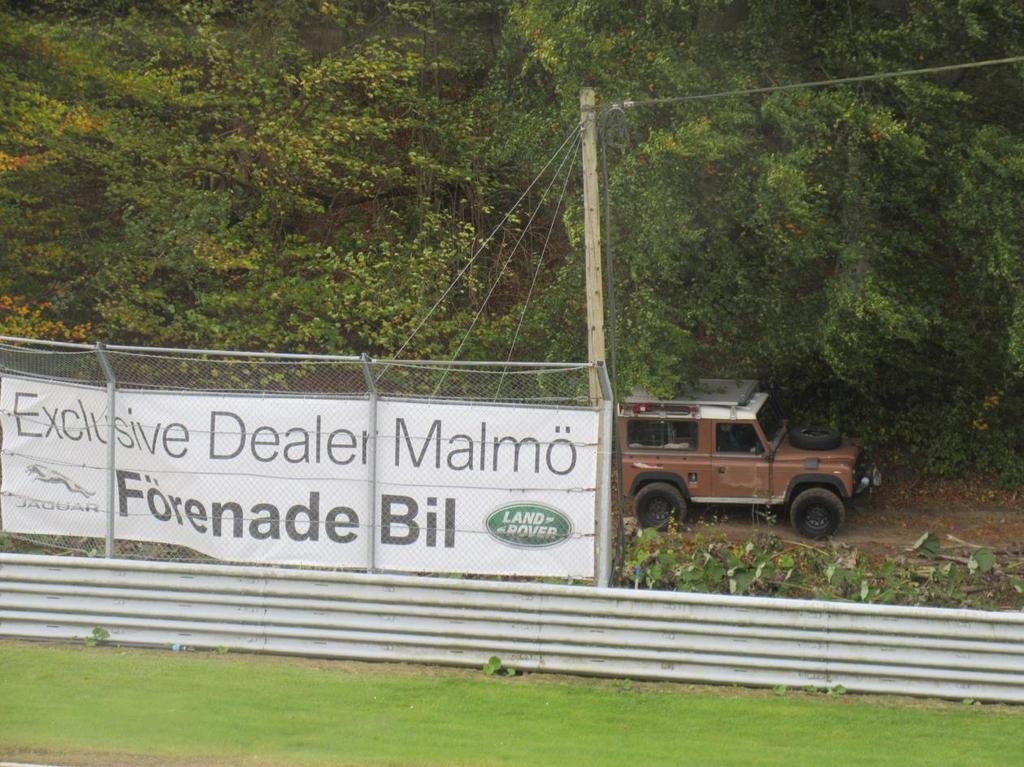 Exclusive Dealer Malmö
Förenade Bil
JAGUAR
LAND-
-ROVER